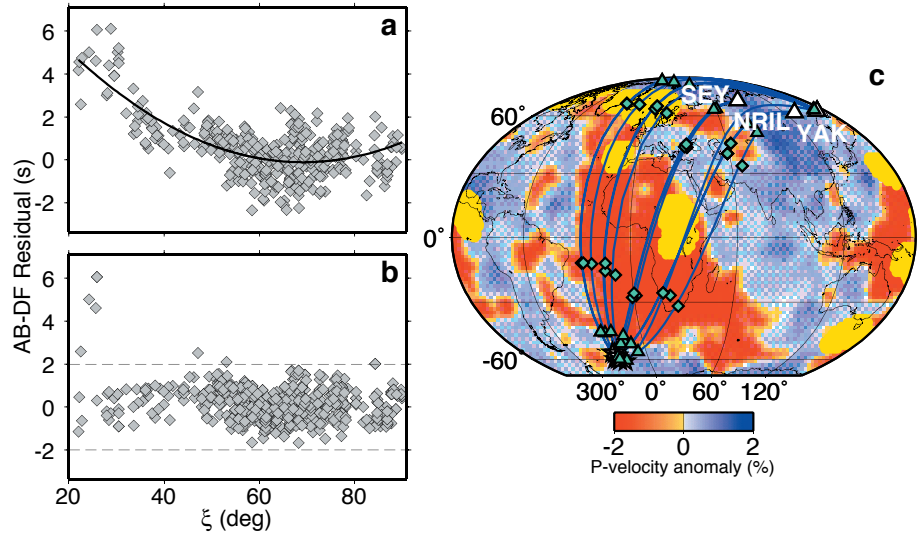 a
6
4
2
0
-2
AB-DF Residual (s)
b
6
4
2
0
-2
20
40
60
80
ξ (deg)
c
SEY
NRIL
YAK
60°
0°
-60°
300°
0°
60°
120°
-2
0
2
P-velocity anomaly (%)